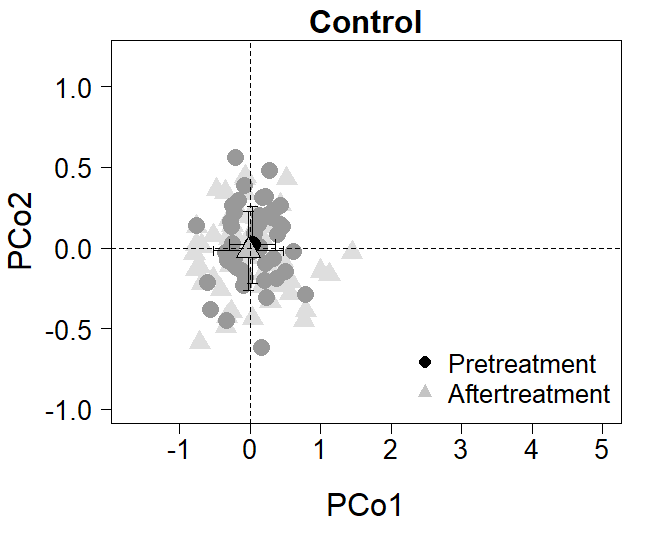 Control
PCo2
1.0
0.5
0.0
-0.5
-1.0
Pretreatment
Aftertreatment
-1 0 1 2 3 4 5
PCo1